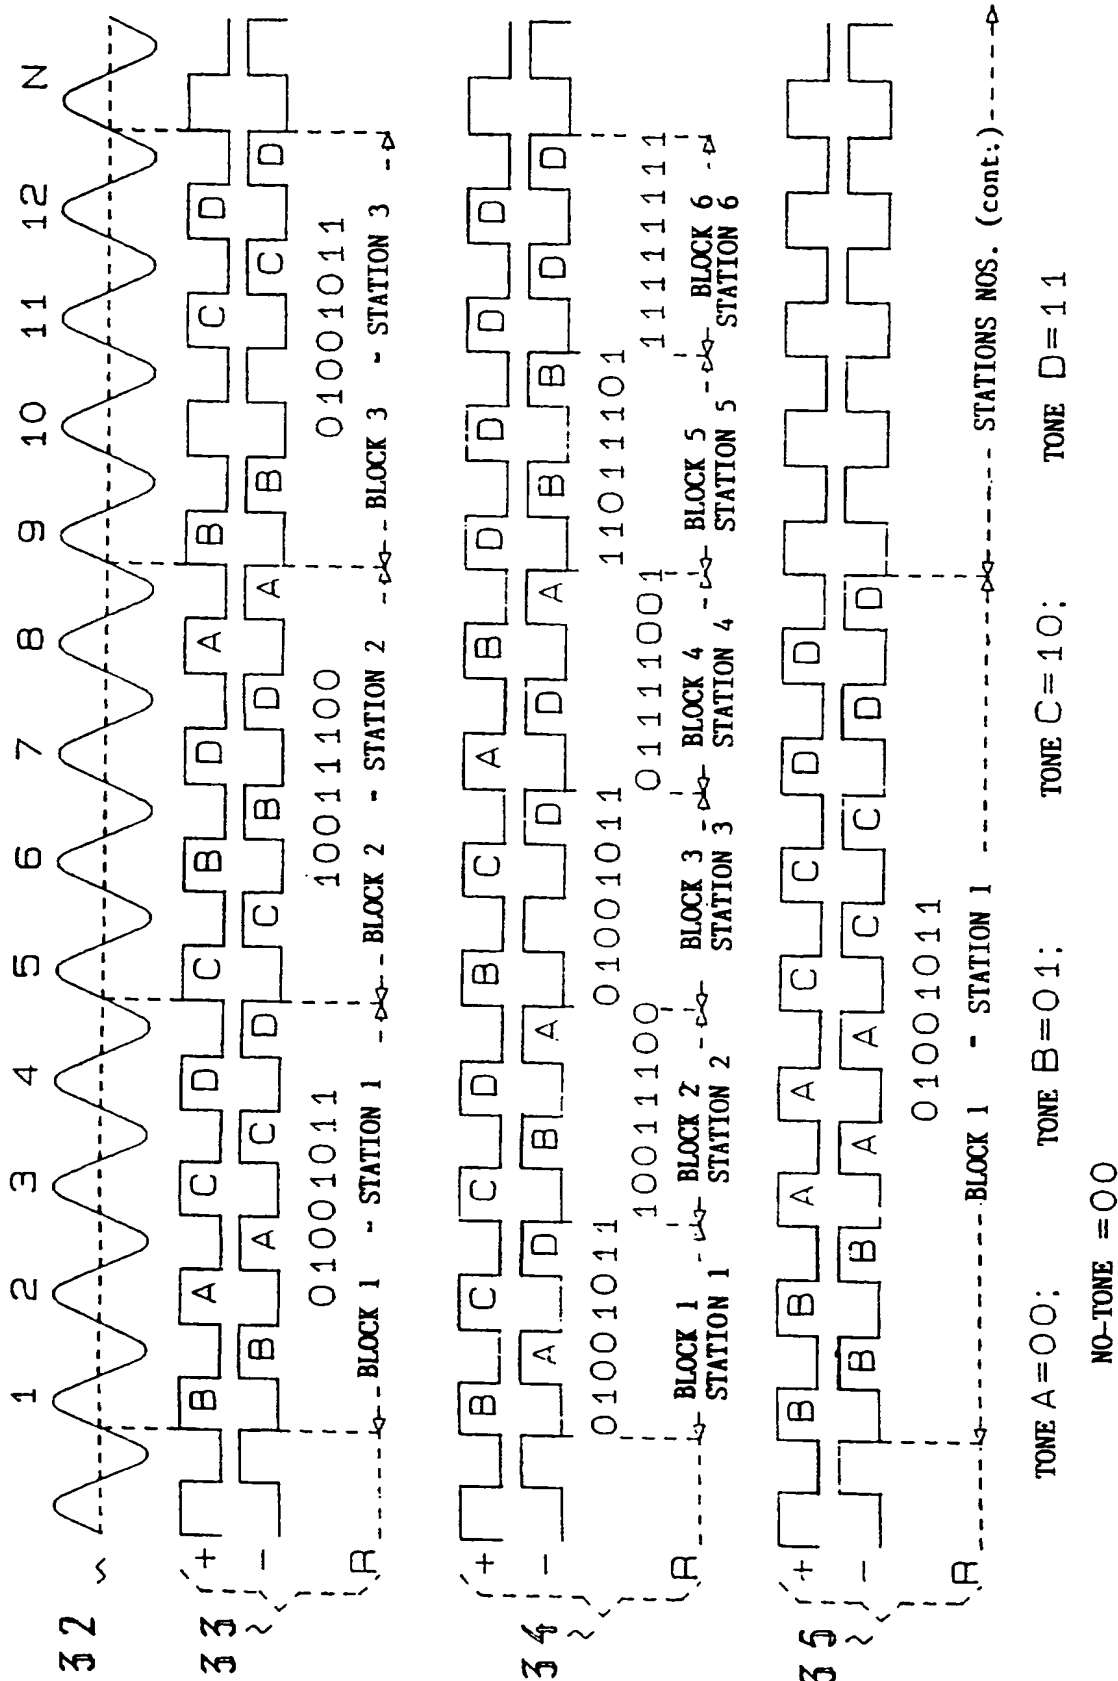 32
1 2 3 4 5 6 7 8 9 10 11 12 N
33
+ B A C D C B D A B C D
- B A C D C B D A B C D
01001011 10011100 01001011
R BLOCK 1 - STATION 1 BLOCK 2 - STATION 2 BLOCK 3 - STATION 3
34
+ B C C D B C A B D D D D
- A D B A D D A B B D D
01001011 10011100 01001011 01111001 11011101 11111111
R BLOCK 1 BLOCK 2 BLOCK 3 BLOCK 4 BLOCK 5 BLOCK 6
STATION 1 STATION 2 STATION 3 STATION 4 STATION 5 STATION 6
35
+ B B A A C C D D
- B B A A C C D D
01001011
R BLOCK 1 - STATION 1 STATIONS NOS. (cont.)
TONE A=00; TONE B=01; TONE C=10; TONE D=11
NO-TONE =00